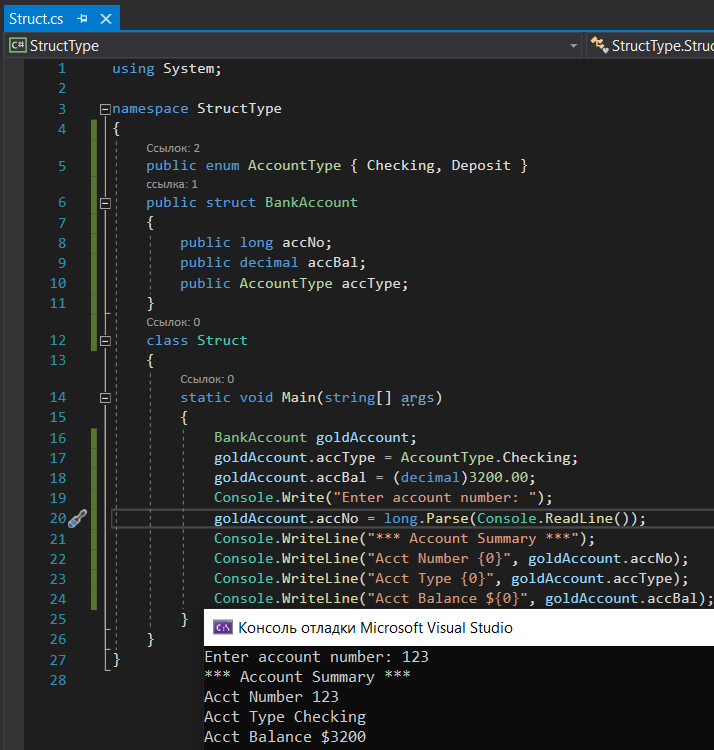 Struct.cs
C# StructType StructType.Struc
1 using System;
2
3 namespace StructType
4 {
Ссылок: 2
5 public enum AccountType { Checking, Deposit }
ссылка: 1
6 public struct BankAccount
7 {
8 public long accNo;
9 public decimal accBal;
10 public AccountType accType;
11 }
Ссылок: 0
12 class Struct
13 {
Ссылок: 0
14 static void Main(string[] args)
15 {
16 BankAccount goldAccount;
17 goldAccount.accType = AccountType.Checking;
18 goldAccount.accBal = (decimal)3200.00;
19 Console.Write("Enter account number: ");
20 goldAccount.accNo = long.Parse(Console.ReadLine());
21 Console.WriteLine("*** Account Summary ***");
22 Console.WriteLine("Acct Number {0}", goldAccount.accNo);
23 Console.WriteLine("Acct Type {0}", goldAccount.accType);
24 Console.WriteLine("Acct Balance ${0}", goldAccount.accBal);
25 }
26 }
27 }
28
C:\ Консоль отладки Microsoft Visual Studio
Enter account number: 123
*** Account Summary ***
Acct Number 123
Acct Type Checking
Acct Balance $3200